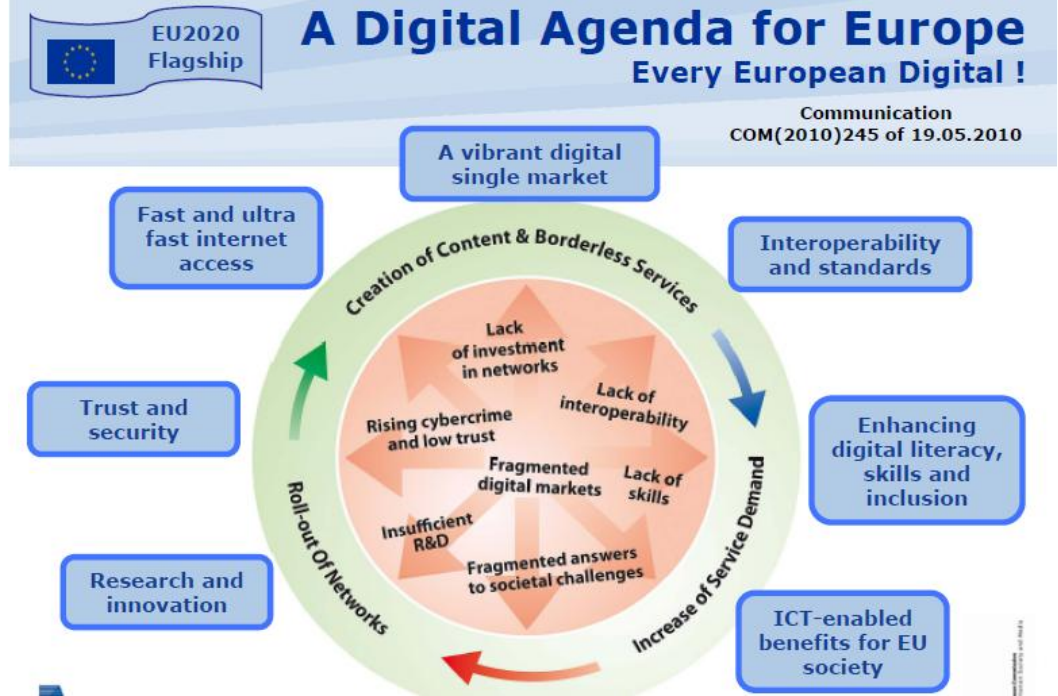 EU2020
Flagship
A Digital Agenda for Europe
Every European Digital !
Communication
COM(2010)245 of 19.05.2010
A vibrant digital
single market
Fast and ultra
fast internet
access
Interoperability
and standards
Creation of Content & Borderless Services
Lack
of investment
in networks
Lack of
interoperability
Rising cybercrime
and low trust
Trust and
security
Enhancing
digital literacy,
skills and
inclusion
Fragmented
digital markets
Lack of
skills
Insufficient
R&D
Fragmented answers
to societal challenges
Roll-out Of Networks
Increase of Service Demand
Research and
innovation
ICT-enabled
benefits for EU
society